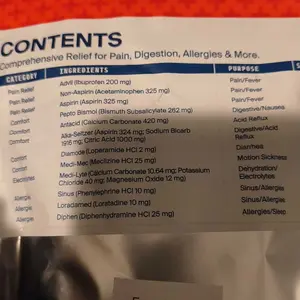 CONTENTS
Comprehensive Relief for Pain, Digestion, Allergies & More.
CATEGORY INGREDIENTS PURPOSE S
Pain Relief Advil (Ibuprofen 200 mg) Pain/Fever
Pain Relief Non-Aspirin (Acetaminophen 325 mg) Pain/Fever
Pain Relief Aspirin (Aspirin 325 mg) Pain/Fever
Comfort Pepto Bismol (Bismuth Subsalicylate 262 mg) Digestive/Nausea
Comfort Antacid (Calcium Carbonate 420 mg) Acid Reflux
Comfort Alka-Seltzer (Aspirin 324 mg; Sodium Bicarb Digestive/Acid
1916 mg; Citric Acid 1000 mg) Reflux
Comfort Diamode (Loperamide HCl 2 mg) Diarrhea
Comfort Medi-Mec (Meclizine HCl 25 mg) Motion Sickness
Electrolytes Medi-Lyte (Calcium Carbonate 10.64 mg; Potassium Dehydration/
Chloride 40 mg; Magnesium Oxide 12 mg) Electrolytes
Allergies Sinus (Phenylephrine HCl 10 mg) Sinus/Allergies
Allergies Loradamed (Loratadine 10 mg) Sinus/Allergies
Allergies Diphen (Diphenhydramine HCl 25 mg) Allergies/Sleep